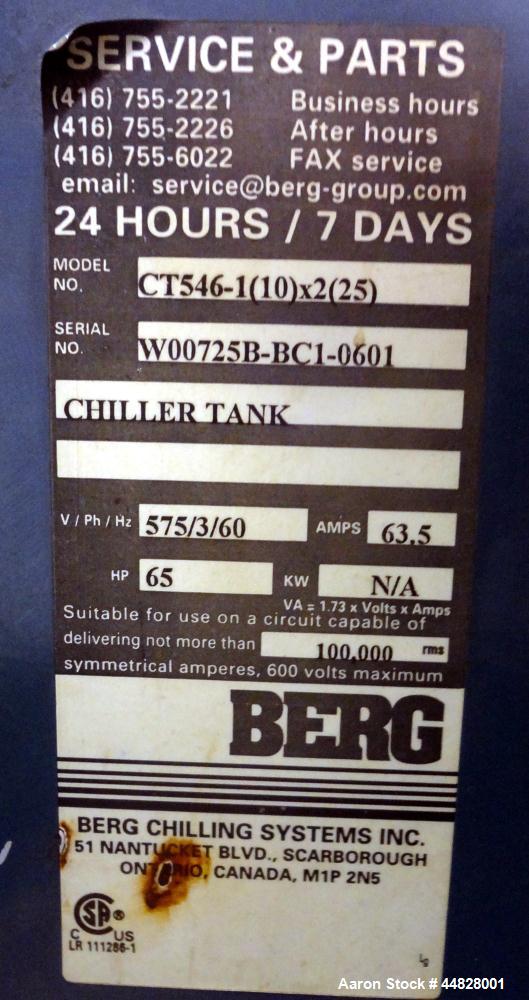 SERVICE & PARTS
(416) 755-2221 Business hours
(416) 755-2226 After hours
(416) 755-6022 FAX service
email: service@berg-group.com
24 HOURS / 7 DAYS
MODEL NO. CT546-1(10)x2(25)
SERIAL NO. W00725B-BC1-0601
CHILLER TANK
V / Ph / Hz 575/3/60 AMPS 63.5
HP 65 KW N/A
VA = 1.73 x Volts x Amps
Suitable for use on a circuit capable of
delivering not more than 100,000 rms
symmetrical amperes, 600 volts maximum
BERG
BERG CHILLING SYSTEMS INC.
51 NANTUCKET BLVD., SCARBOROUGH
ONTARIO, CANADA, M1P 2N5
CSA ®
C US
LR 111286-1
Aaron Stock # 44828001